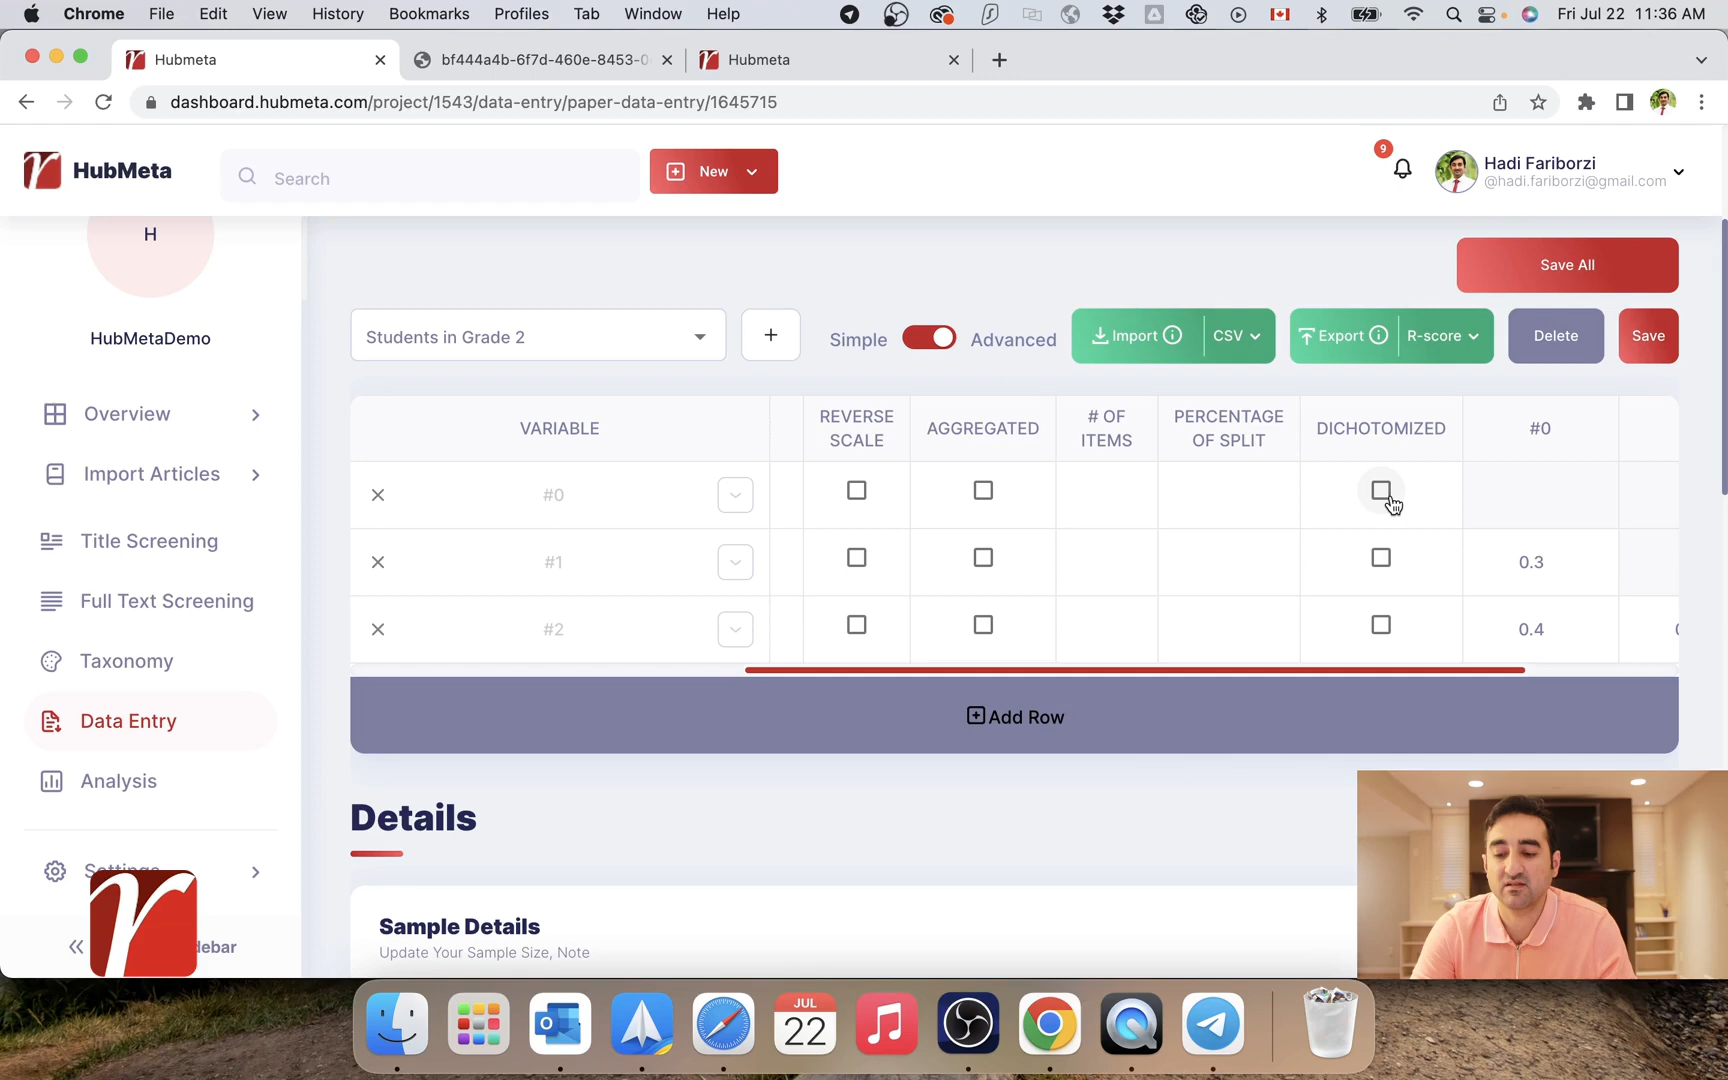 Chrome File Edit View History Bookmarks Profiles Tab Window Help Fri Jul 22 11:36 AM
Hubmeta bf444a4b-6f7d-460e-8453-0 Hubmeta
dashboard.hubmeta.com/project/1543/data-entry/paper-data-entry/1645715
HubMeta
Search
New
9
Hadi Fariborzi
@hadi.fariborzi@gmail.com
H
HubMetaDemo
Overview
Import Articles
Title Screening
Full Text Screening
Taxonomy
Data Entry
Analysis
Settings
debar
Save All
Students in Grade 2
+
Simple
Advanced
Import
CSV
Export
R-score
Delete
Save
VARIABLE
REVERSE SCALE
AGGREGATED
# OF ITEMS
PERCENTAGE OF SPLIT
DICHOTOMIZED
#0
#0
#1 0.3
#2 0.4
Add Row
Details
Sample Details
Update Your Sample Size, Note
JUL
22